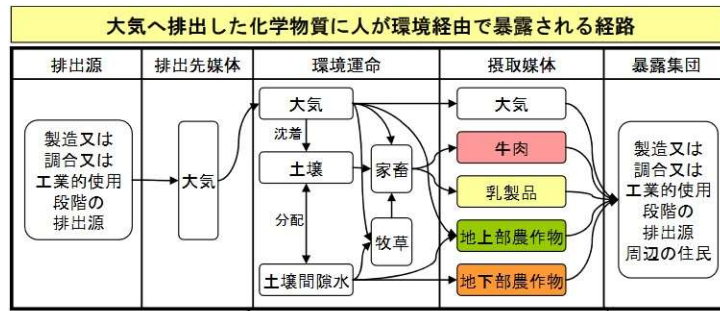 大気へ排出した化学物質に人が環境経由で暴露される経路
排出源
排出先媒体
環境運命
摂取媒体
暴露集団
製造又は
調合又は
工業的使用
段階の
排出源
大気
大気
沈着
土壌
分配
土壌間隙水
家畜
牧草
大気
牛肉
乳製品
地上部農作物
地下部農作物
製造又は
調合又は
工業的使用
段階の
排出源
周辺の住民